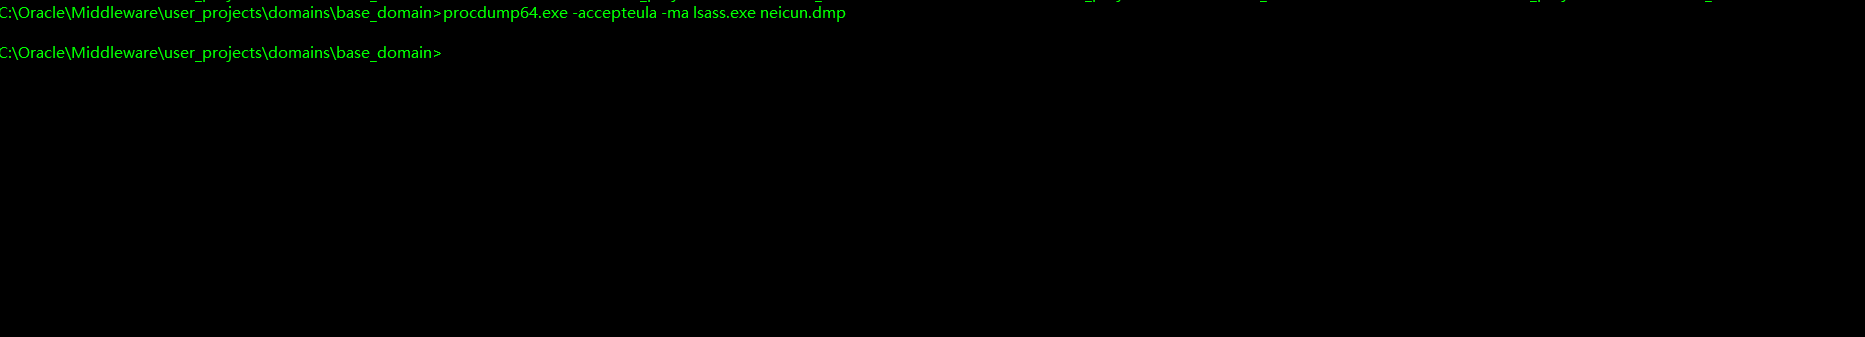 C:\Oracle\Middleware\user_projects\domains\base_domain>procdump64.exe -accepteula -ma lsass.exe neicun.dmp
C:\Oracle\Middleware\user_projects\domains\base_domain>